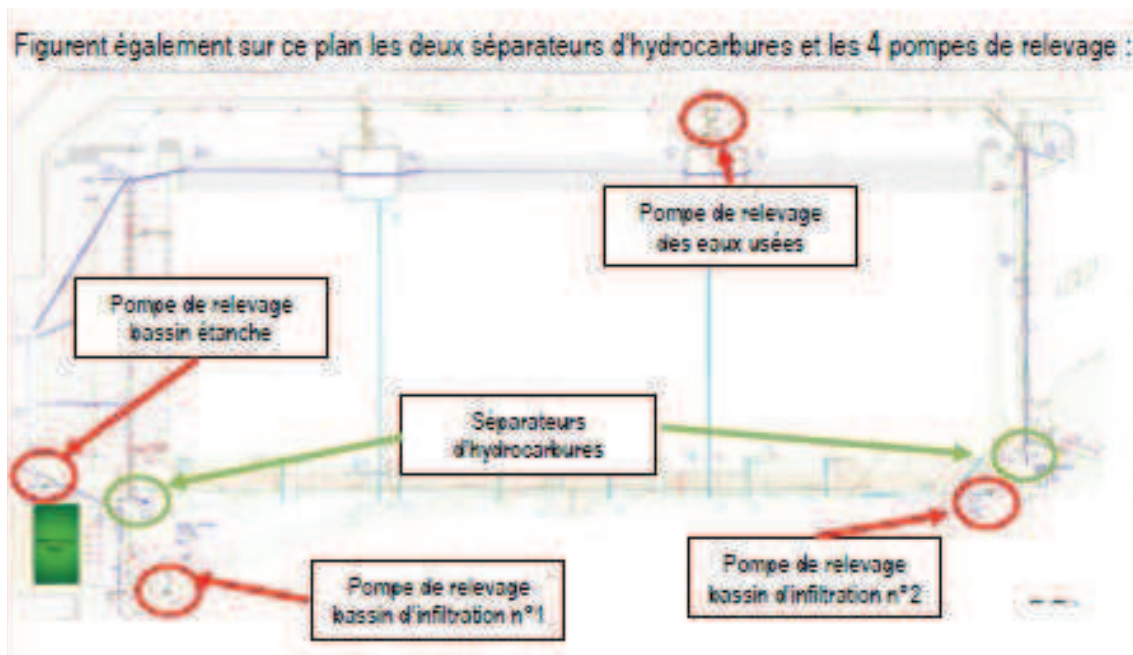 Figurent également sur ce plan les deux séparateurs d'hydrocarbures et les 4 pompes de relevage :
Pompe de relevage
des eaux usées
Pompe de relevage
bassin étanche
Séparateurs
d'hydrocarbures
Pompe de relevage
bassin d'infiltration n°1
Pompe de relevage
bassin d'infiltration n°2